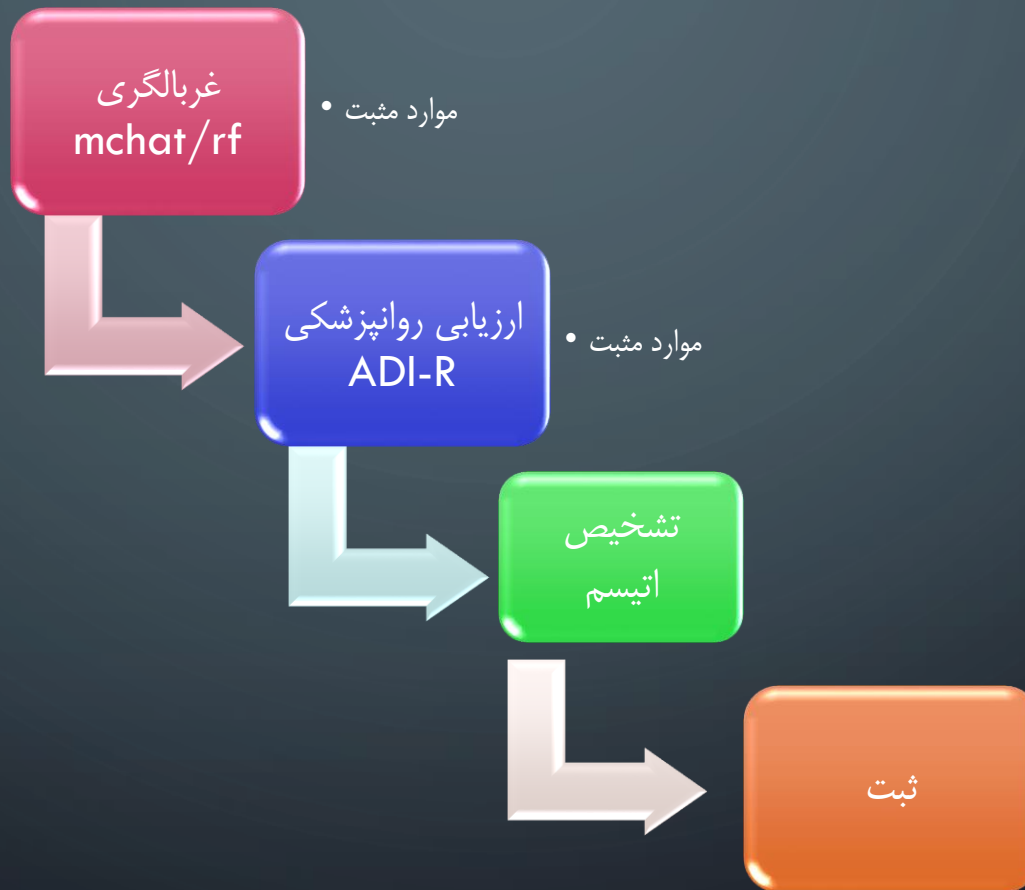 غربالگری
mchat/rf
• موارد مثبت
ارزیابی روانپزشکی
ADI-R
• موارد مثبت
تشخیص
اتیسم
ثبت